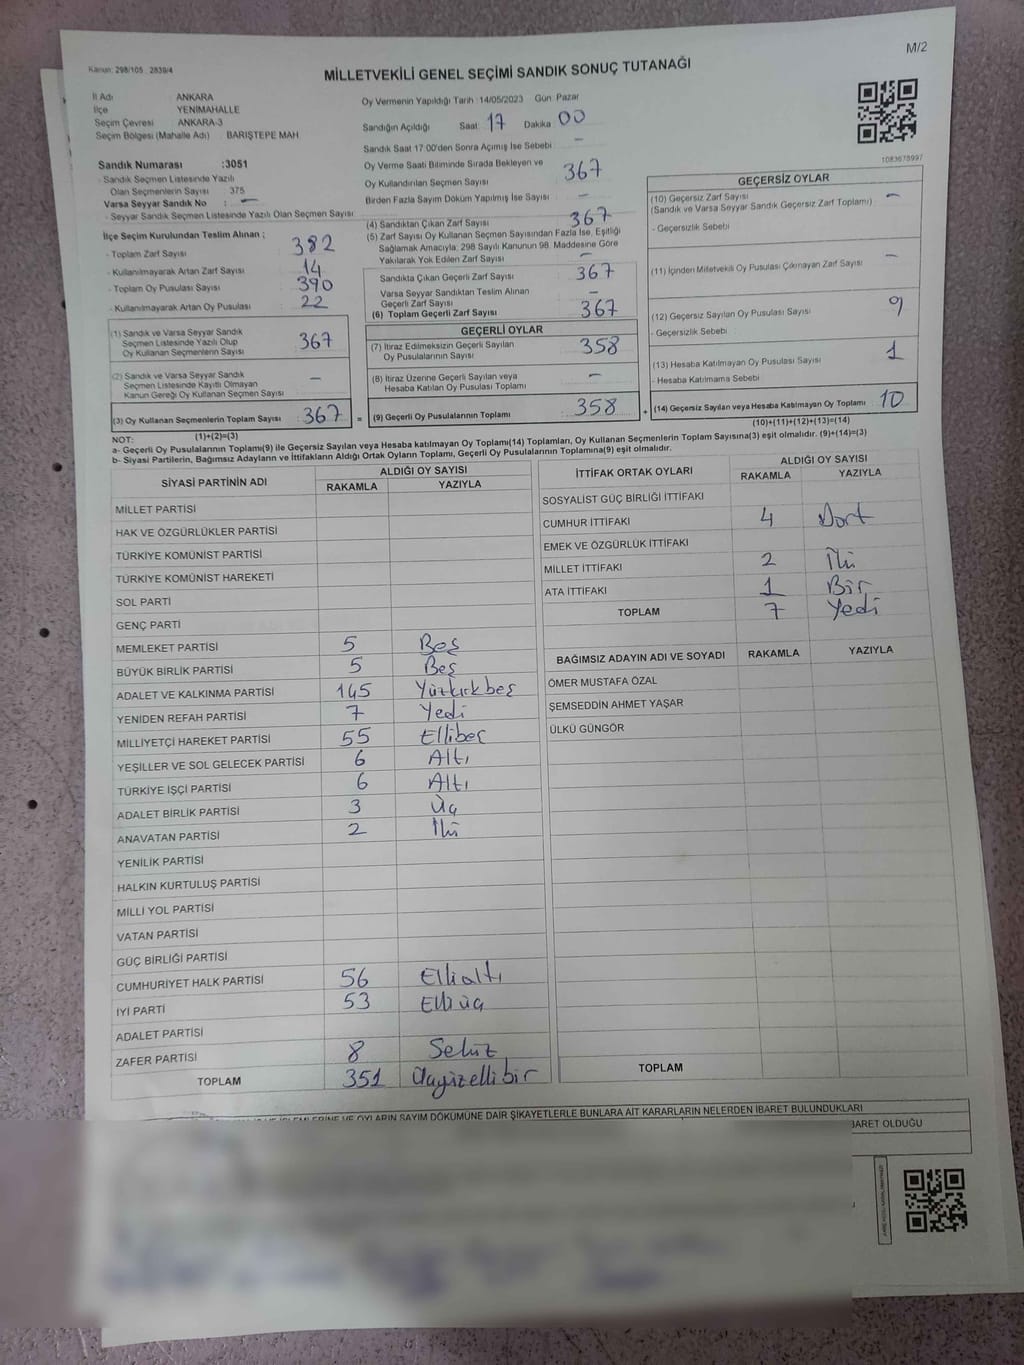 M/2
Kanun: 298/105 2839/4
MİLLETVEKİLİ GENEL SEÇİMİ SANDIK SONUÇ TUTANAĞI
İl Adı : ANKARA
İlçe : YENİMAHALLE
Seçim Çevresi : ANKARA-3
Seçim Bölgesi (Mahalle Adı) : BARIŞTEPE MAH.
Sandık Numarası :3051
- Sandık Seçmen Listesinde Yazılı
Olan Seçmenlerin Sayısı : 375
Varsa Seyyar Sandık No : -
- Seyyar Sandık Seçmen Listesinde Yazılı Olan Seçmen Sayısı
İlçe Seçim Kurulundan Teslim Alınan ;
- Toplam Zarf Sayısı : 382
- Kullanılmayarak Artan Zarf Sayısı : 14
- Toplam Oy Pusulası Sayısı : 390
- Kullanılmayarak Artan Oy Pusulası : 22
(1) Sandık ve Varsa Seyyar Sandık
Seçmen Listesinde Yazılı Olup
Oy Kullanan Seçmenlerin Sayısı : 367
(2) Sandık ve Varsa Seyyar Sandık
Seçmen Listesinde Kayıtlı Olmayan
Kanun Gereği Oy Kullanan Seçmen Sayısı : -
(3) Oy Kullanan Seçmenlerin Toplam Sayısı : 367
(1)+(2)=(3)
Oy Vermenin Yapıldığı Tarih : 14/05/2023 Gün: Pazar
Sandığın Açıldığı Saat: 17 Dakika: 00
Sandık Saat 17:00'den Sonra Açılmış İse Sebebi : -
Oy Verme Saati Bitiminde Sırada Bekleyen ve
Oy Kullandırılan Seçmen Sayısı : 367
Birden Fazla Sayım Döküm Yapılmış İse Sayısı : -
(4) Sandıktan Çıkan Zarf Sayısı : 367
(5) Zarf Sayısı Oy Kullanan Seçmen Sayısından Fazla İse, Eşitliği
Sağlamak Amacıyla; 298 Sayılı Kanunun 98. Maddesine Göre
Yakılarak Yok Edilen Zarf Sayısı : -
Sandıkta Çıkan Geçerli Zarf Sayısı : 367
Varsa Seyyar Sandıktan Teslim Alınan
Geçerli Zarf Sayısı : -
(6) Toplam Geçerli Zarf Sayısı : 367
GEÇERLİ OYLAR
(7) İtiraz Edilmeksizin Geçerli Sayılan
Oy Pusulalarının Sayısı : 358
(8) İtiraz Üzerine Geçerli Sayılan veya
Hesaba Katılan Oy Pusulası Toplamı : -
= (9) Geçerli Oy Pusulalarının Toplamı : 358
1083678997
GEÇERSİZ OYLAR
(10) Geçersiz Zarf Sayısı : -
(Sandık ve Varsa Seyyar Sandık Geçersiz Zarf Toplamı)
- Geçersizlik Sebebi :
(11) İçinden Milletvekili Oy Pusulası Çıkmayan Zarf Sayısı : -
(12) Geçersiz Sayılan Oy Pusulası Sayısı : 9
- Geçersizlik Sebebi :
(13) Hesaba Katılmayan Oy Pusulası Sayısı : 1
- Hesaba Katılmama Sebebi :
+ (14) Geçersiz Sayılan veya Hesaba Katılmayan Oy Toplamı : 10
(10)+(11)+(12)+(13)=(14)
NOT:
a- Geçerli Oy Pusulalarının Toplamı(9) ile Geçersiz Sayılan veya Hesaba katılmayan Oy Toplamı(14) Toplamları, Oy Kullanan Seçmenlerin Toplam Sayısına(3) eşit olmalıdır. (9)+(14)=(3)
b- Siyasi Partilerin, Bağımsız Adayların ve İttifakların Aldığı Ortak Oyların Toplamı, Geçerli Oy Pusulalarının Toplamına(9) eşit olmalıdır.
SİYASİ PARTİNİN ADI ALDIĞI OY SAYISI
RAKAMLA YAZIYLA
MİLLET PARTİSİ
HAK VE ÖZGÜRLÜKLER PARTİSİ
TÜRKİYE KOMÜNİST PARTİSİ
TÜRKİYE KOMÜNİST HAREKETİ
SOL PARTİ
GENÇ PARTİ
MEMLEKET PARTİSİ 5 Beş
BÜYÜK BİRLİK PARTİSİ 5 Beş
ADALET VE KALKINMA PARTİSİ 145 Yüzkırkbeş
YENİDEN REFAH PARTİSİ 7 Yedi
MİLLİYETÇİ HAREKET PARTİSİ 55 Ellibeş
YEŞİLLER VE SOL GELECEK PARTİSİ 6 Altı
TÜRKİYE İŞÇİ PARTİSİ 6 Altı
ADALET BİRLİK PARTİSİ 3 Üç
ANAVATAN PARTİSİ 2 İki
YENİLİK PARTİSİ
HALKIN KURTULUŞ PARTİSİ
MİLLİ YOL PARTİSİ
VATAN PARTİSİ
GÜÇ BİRLİĞİ PARTİSİ
CUMHURİYET HALK PARTİSİ 56 Ellialtı
İYİ PARTİ 53 Elliüç
ADALET PARTİSİ
ZAFER PARTİSİ 8 Sekiz
TOPLAM 351 Üçyüzellibir
İTTİFAK ORTAK OYLARI ALDIĞI OY SAYISI
RAKAMLA YAZIYLA
SOSYALİST GÜÇ BİRLİĞİ İTTİFAKI
CUMHUR İTTİFAKI 4 Dört
EMEK VE ÖZGÜRLÜK İTTİFAKI
MİLLET İTTİFAKI 2 İki
ATA İTTİFAKI 1 Bir
TOPLAM 7 Yedi
BAĞIMSIZ ADAYIN ADI VE SOYADI RAKAMLA YAZIYLA
ÖMER MUSTAFA ÖZAL
ŞEMSEDDİN AHMET YAŞAR
ÜLKÜ GÜNGÖR
TOPLAM
OYLARIN SAYIM DÖKÜMÜNE DAİR ŞİKAYETLERLE BUNLARA AİT KARARLARIN NELERDEN İBARET BULUNDUKLARI
BARET OLDUĞU